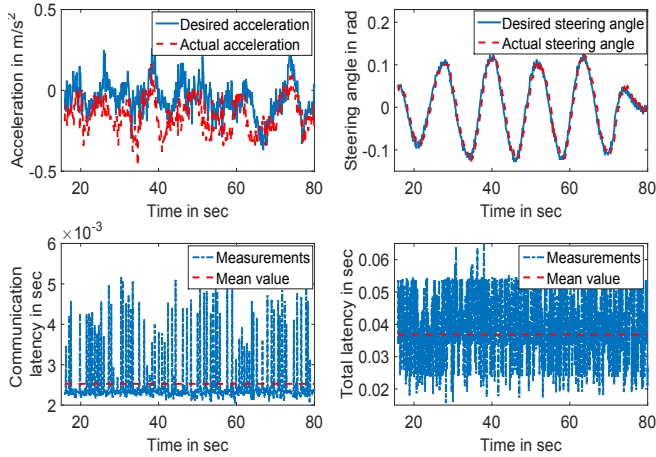 0.5
0
-0.5
Acceleration in m/s²
Desired acceleration
Actual acceleration
20
40
60
80
Time in sec
0.2
0.1
0
-0.1
Steering angle in rad
Desired steering angle
Actual steering angle
20
40
60
80
Time in sec
×10⁻³
6
5
4
3
2
Communication
latency in sec
Measurements
Mean value
20
40
60
80
Time in sec
0.06
0.05
0.04
0.03
0.02
Total latency in sec
Measurements
Mean value
20
40
60
80
Time in sec